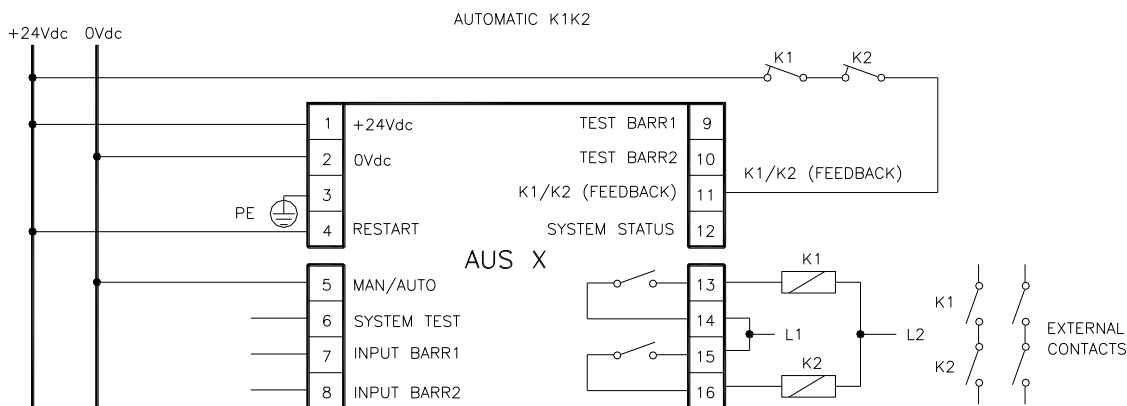 AUTOMATIC K1K2
+24Vdc 0Vdc
K1 K2
1 +24Vdc TEST BARR1 9
2 0Vdc TEST BARR2 10
K1/K2 (FEEDBACK)
3 K1/K2 (FEEDBACK) 11
PE
4 RESTART SYSTEM STATUS 12
AUS X
K1
5 MAN/AUTO 13
K1
6 SYSTEM TEST 14
L1 L2
EXTERNAL
CONTACTS
7 INPUT BARR1 15
K2 K2
8 INPUT BARR2 16